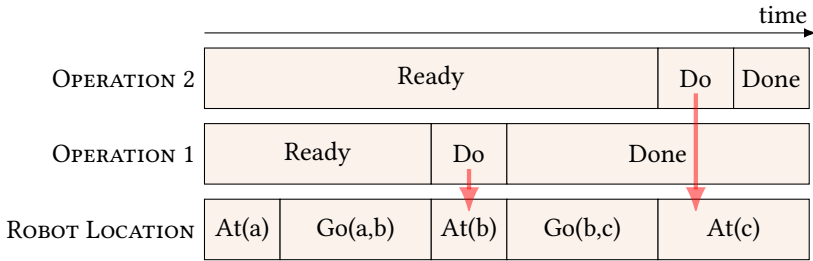 time
Operation 2 Ready Do Done
Operation 1 Ready Do Done
Robot Location At(a) Go(a,b) At(b) Go(b,c) At(c)